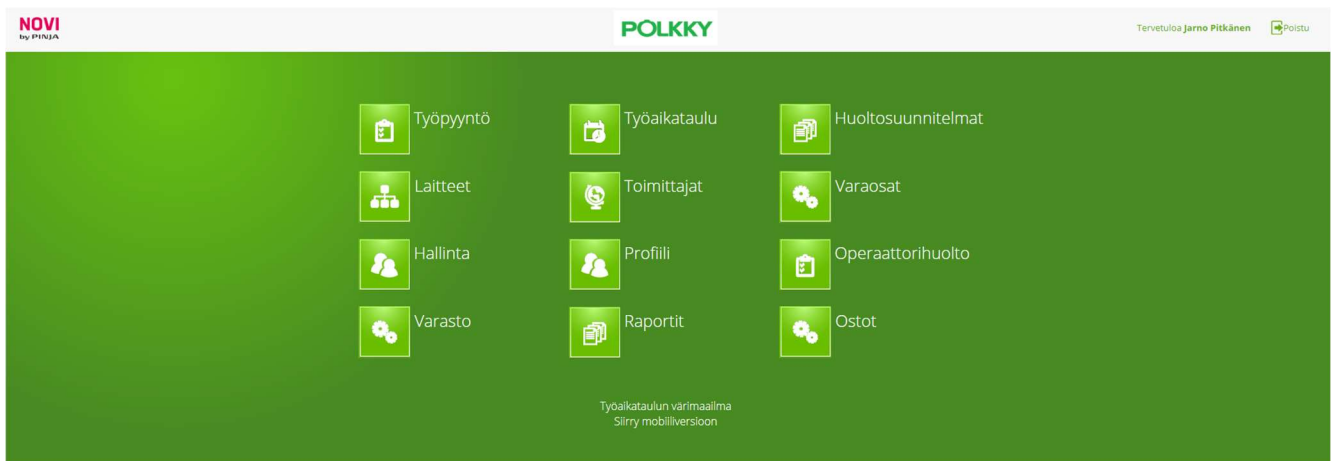 NOVI
by PINJA
PÖLKKY
Tervetuloa Jarno Pitkänen
Poistu
Työpyyntö
Työaikataulu
Huoltosuunnitelmat
Laitteet
Toimittajat
Varaosat
Hallinta
Profiili
Operaattorihuolto
Varasto
Raportit
Ostot
Työaikataulun värimaailma
Siirry mobiiliversioon